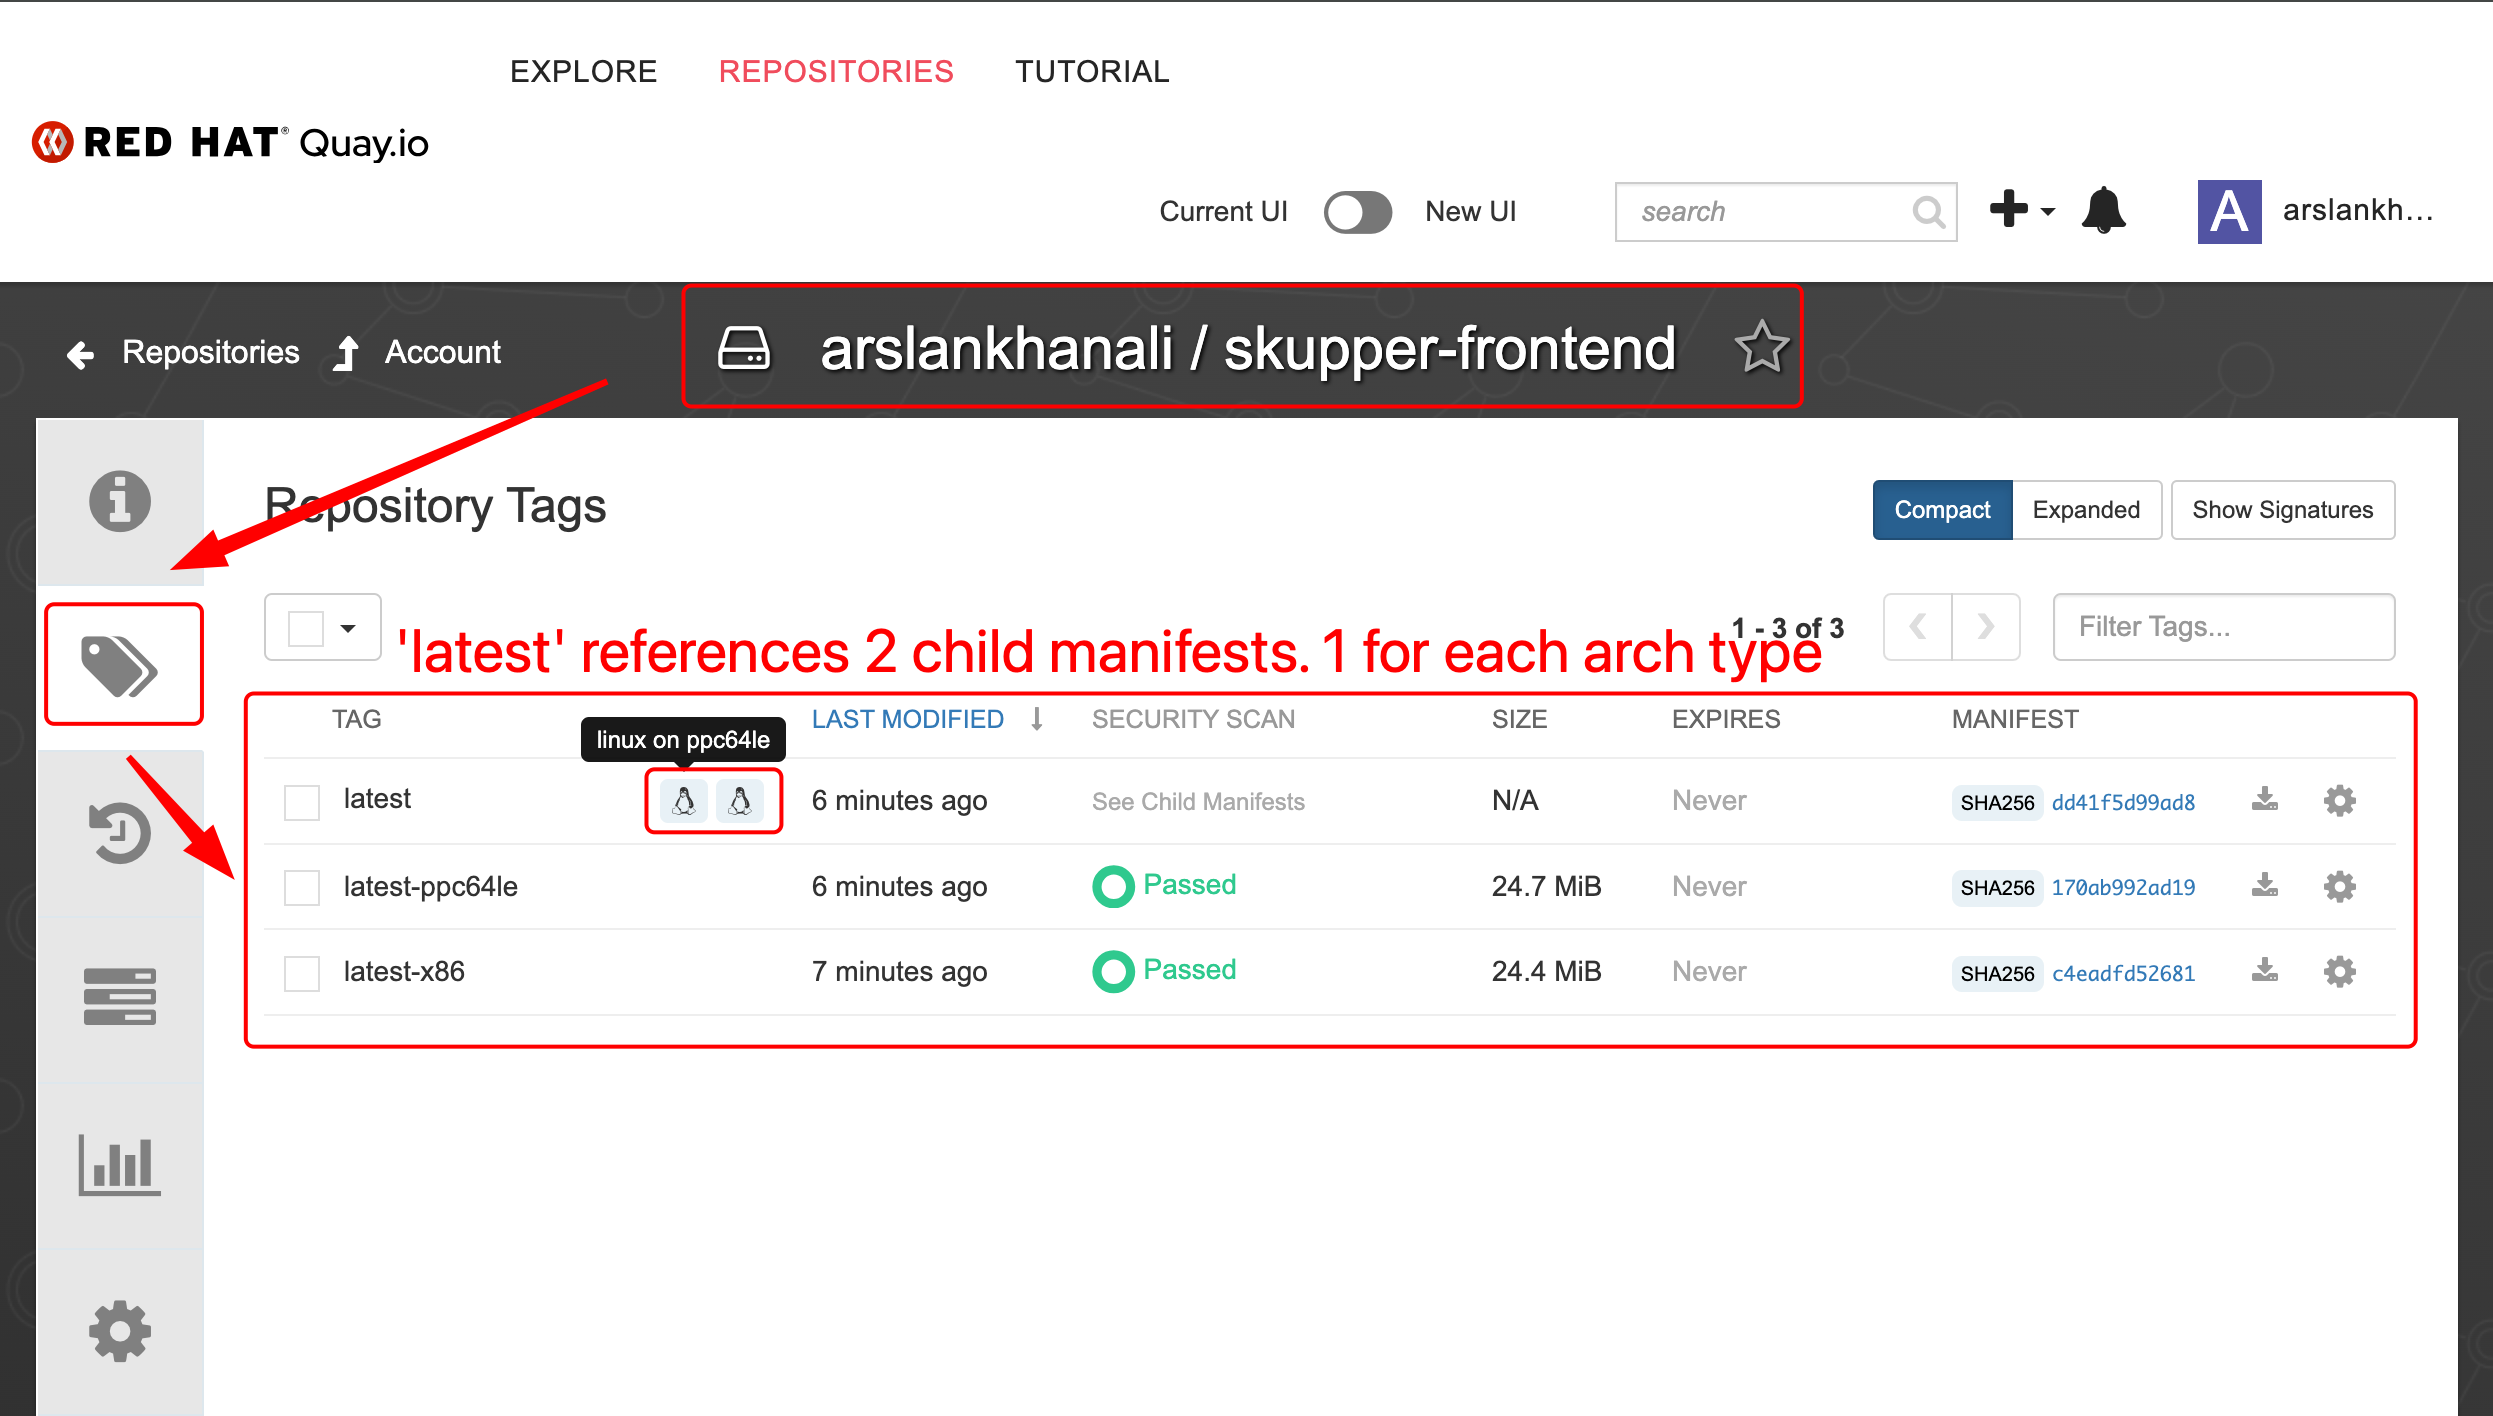 EXPLORE REPOSITORIES TUTORIAL
RED HAT® Quay.io
Current UI New UI search A arslankh...
Repositories Account arslankhanali / skupper-frontend
Repository Tags Compact Expanded Show Signatures
'latest' references 2 child manifests. 1 for each arch type 1 - 3 of 3 Filter Tags...
TAG LAST MODIFIED SECURITY SCAN SIZE EXPIRES MANIFEST
linux on ppc64le
latest 6 minutes ago See Child Manifests N/A Never SHA256 dd41f5d99ad8
latest-ppc64le 6 minutes ago Passed 24.7 MiB Never SHA256 170ab992ad19
latest-x86 7 minutes ago Passed 24.4 MiB Never SHA256 c4eadfd52681